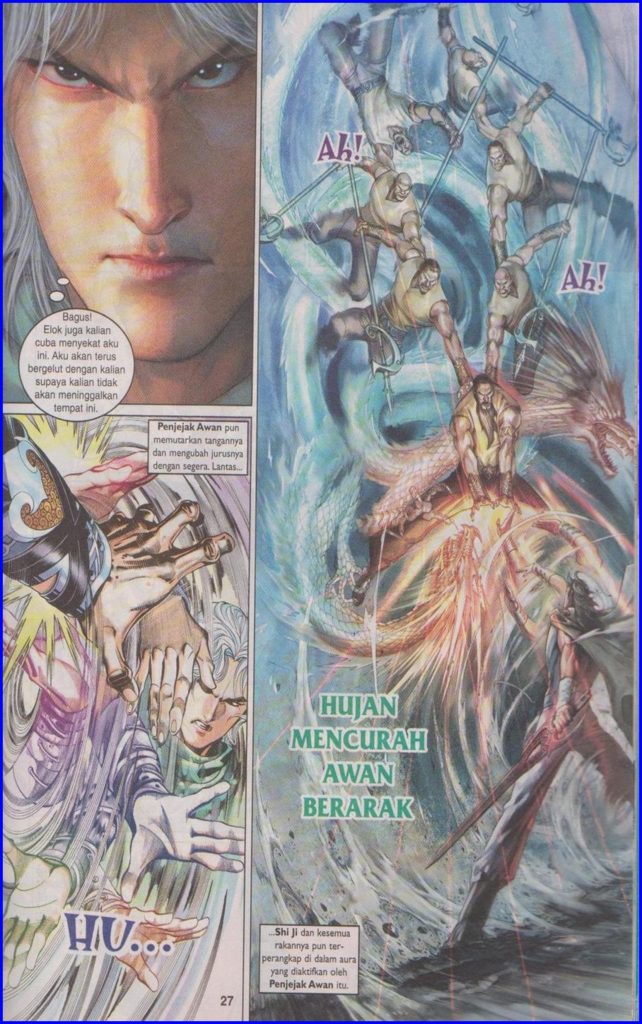 Bagus!
Elok juga kalian
cuba menyekat aku
ini. Aku akan terus
bergelut dengan kalian
supaya kalian tidak
akan meninggalkan
tempat ini.
Penjejak Awan pun
memutarkan tangannya
dan mengubah jurusnya
dengan segera. Lantas...
HU...
27
Ah!
Ah!
HUJAN
MENCURAH
AWAN
BERARAK
...Shi Ji dan kesemua
rakannya pun ter-
perangkap di dalam aura
yang diaktifkan oleh
Penjejak Awan itu.